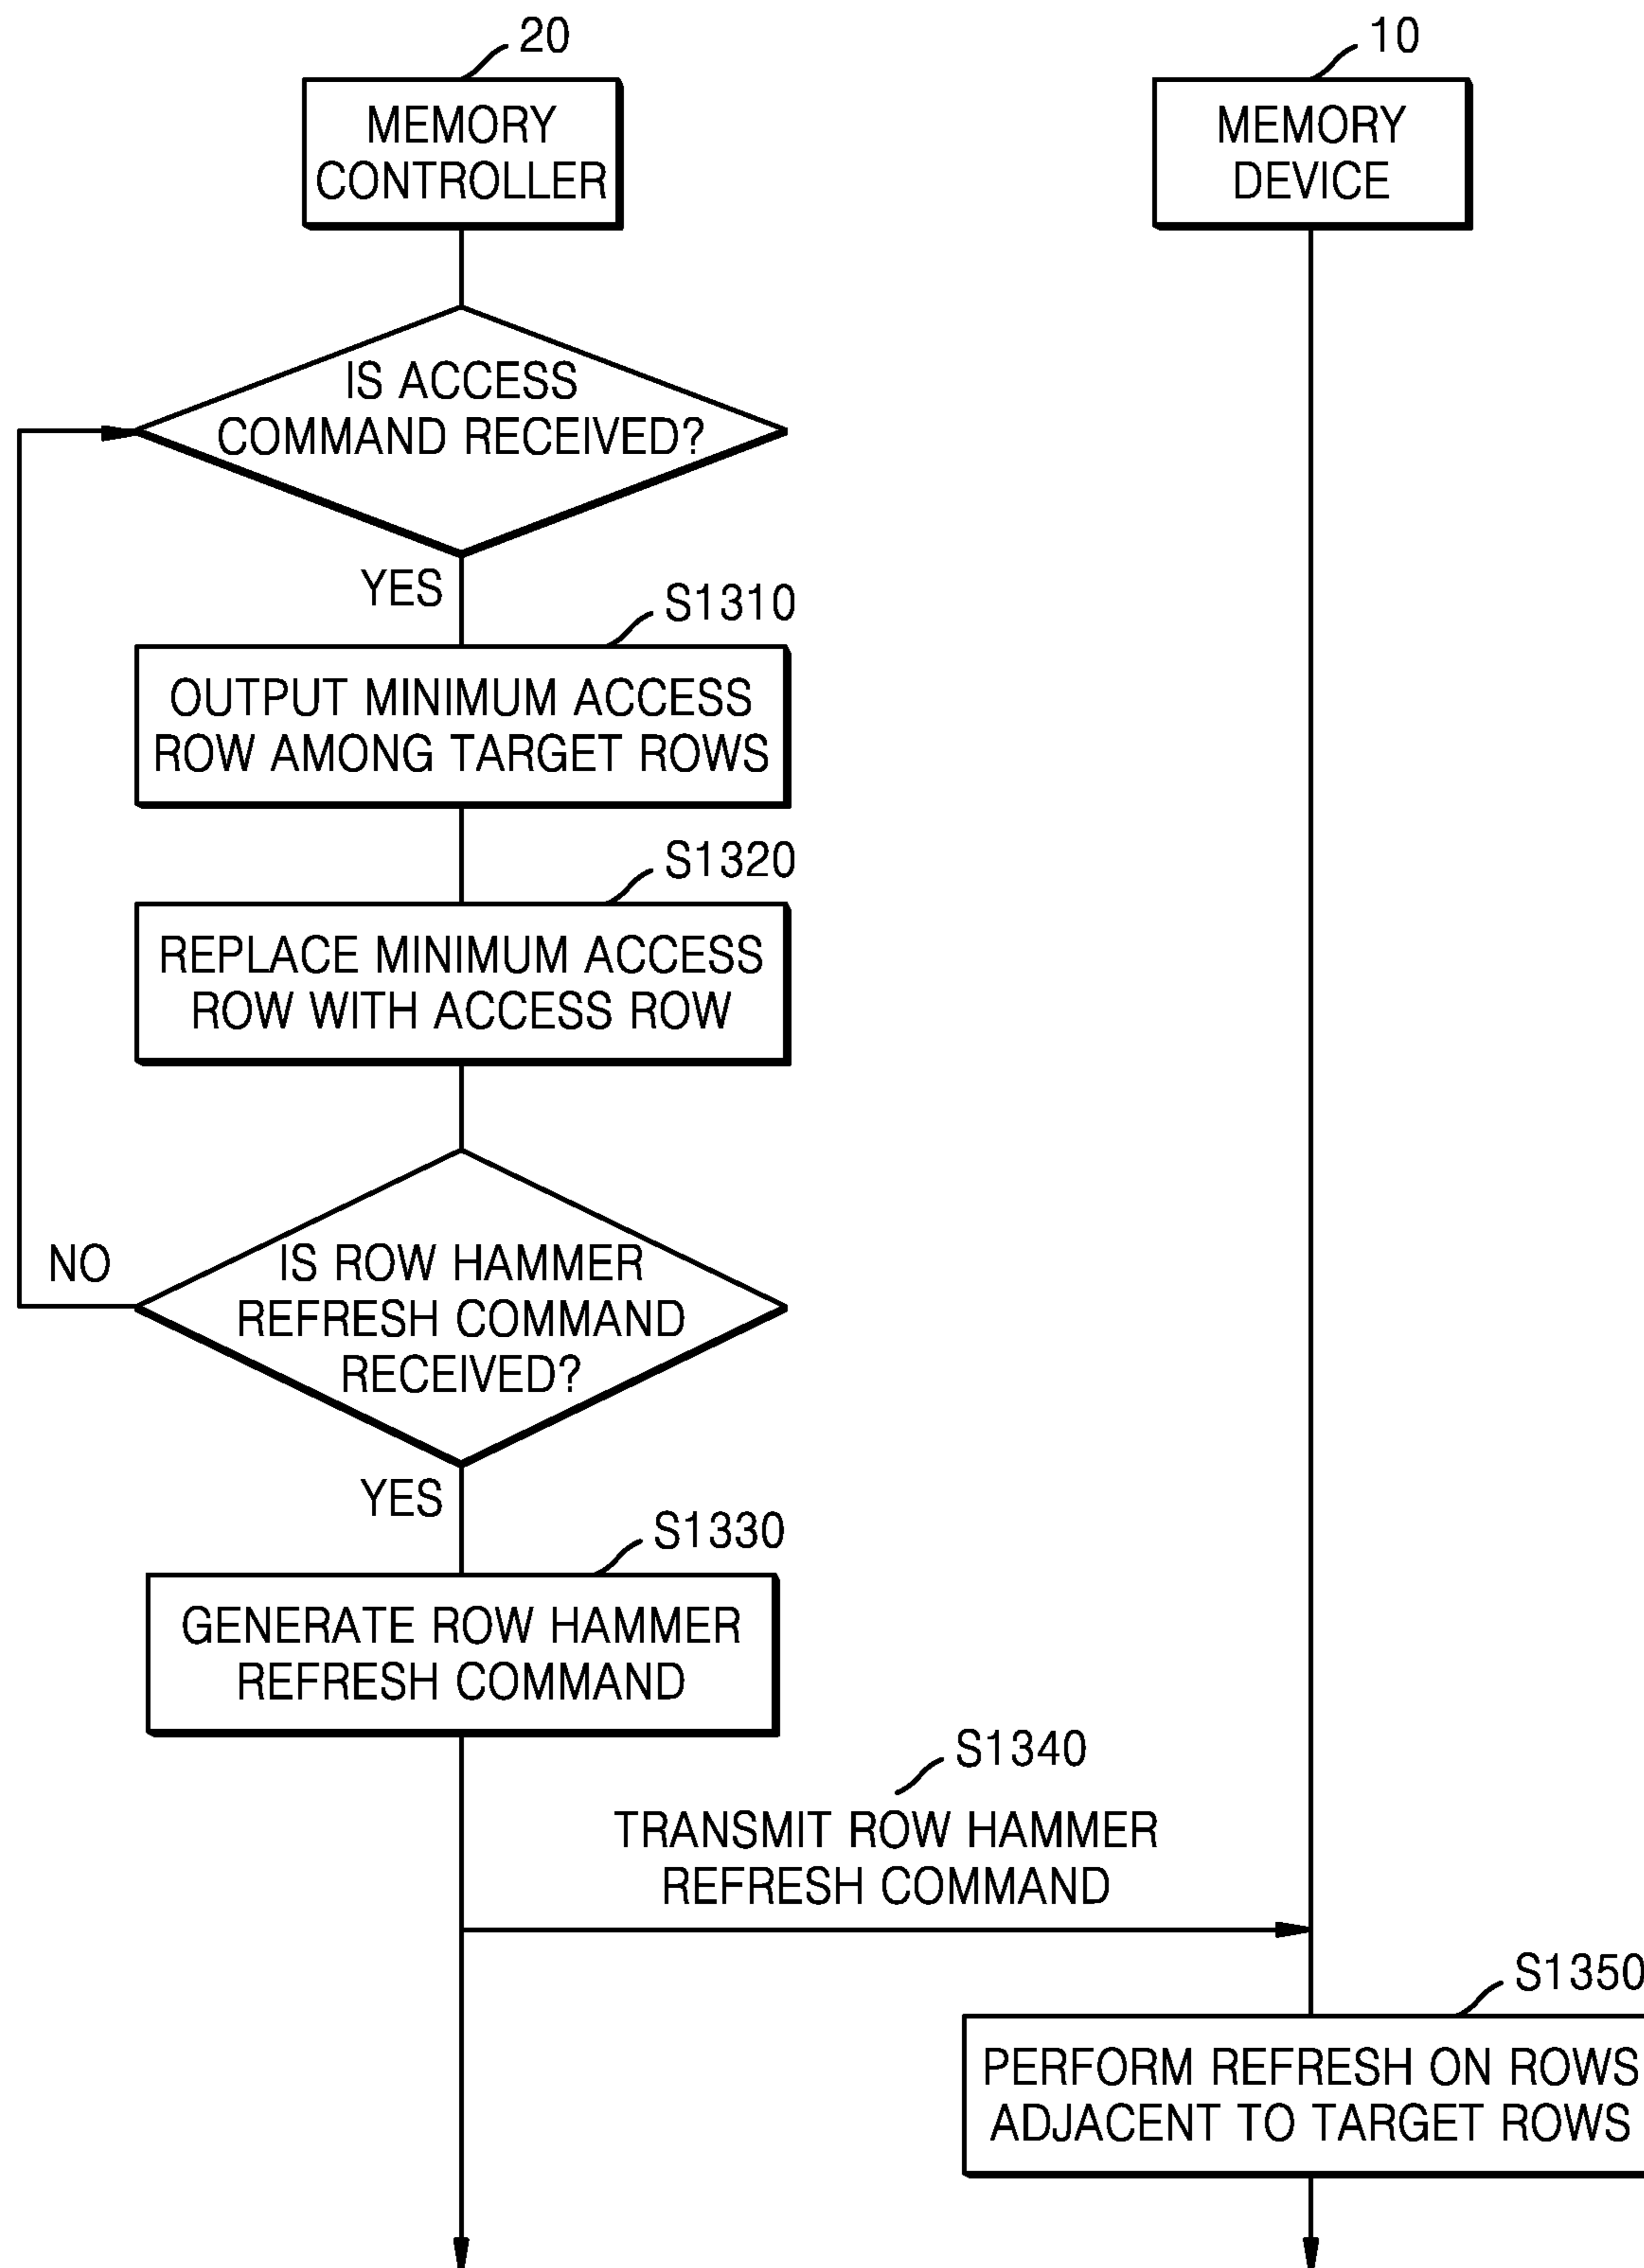 20
10
MEMORY
CONTROLLER
MEMORY
DEVICE
IS ACCESS
COMMAND RECEIVED?
YES
S1310
OUTPUT MINIMUM ACCESS
ROW AMONG TARGET ROWS
S1320
REPLACE MINIMUM ACCESS
ROW WITH ACCESS ROW
NO
IS ROW HAMMER
REFRESH COMMAND
RECEIVED?
YES
S1330
GENERATE ROW HAMMER
REFRESH COMMAND
S1340
TRANSMIT ROW HAMMER
REFRESH COMMAND
S1350
PERFORM REFRESH ON ROWS
ADJACENT TO TARGET ROWS